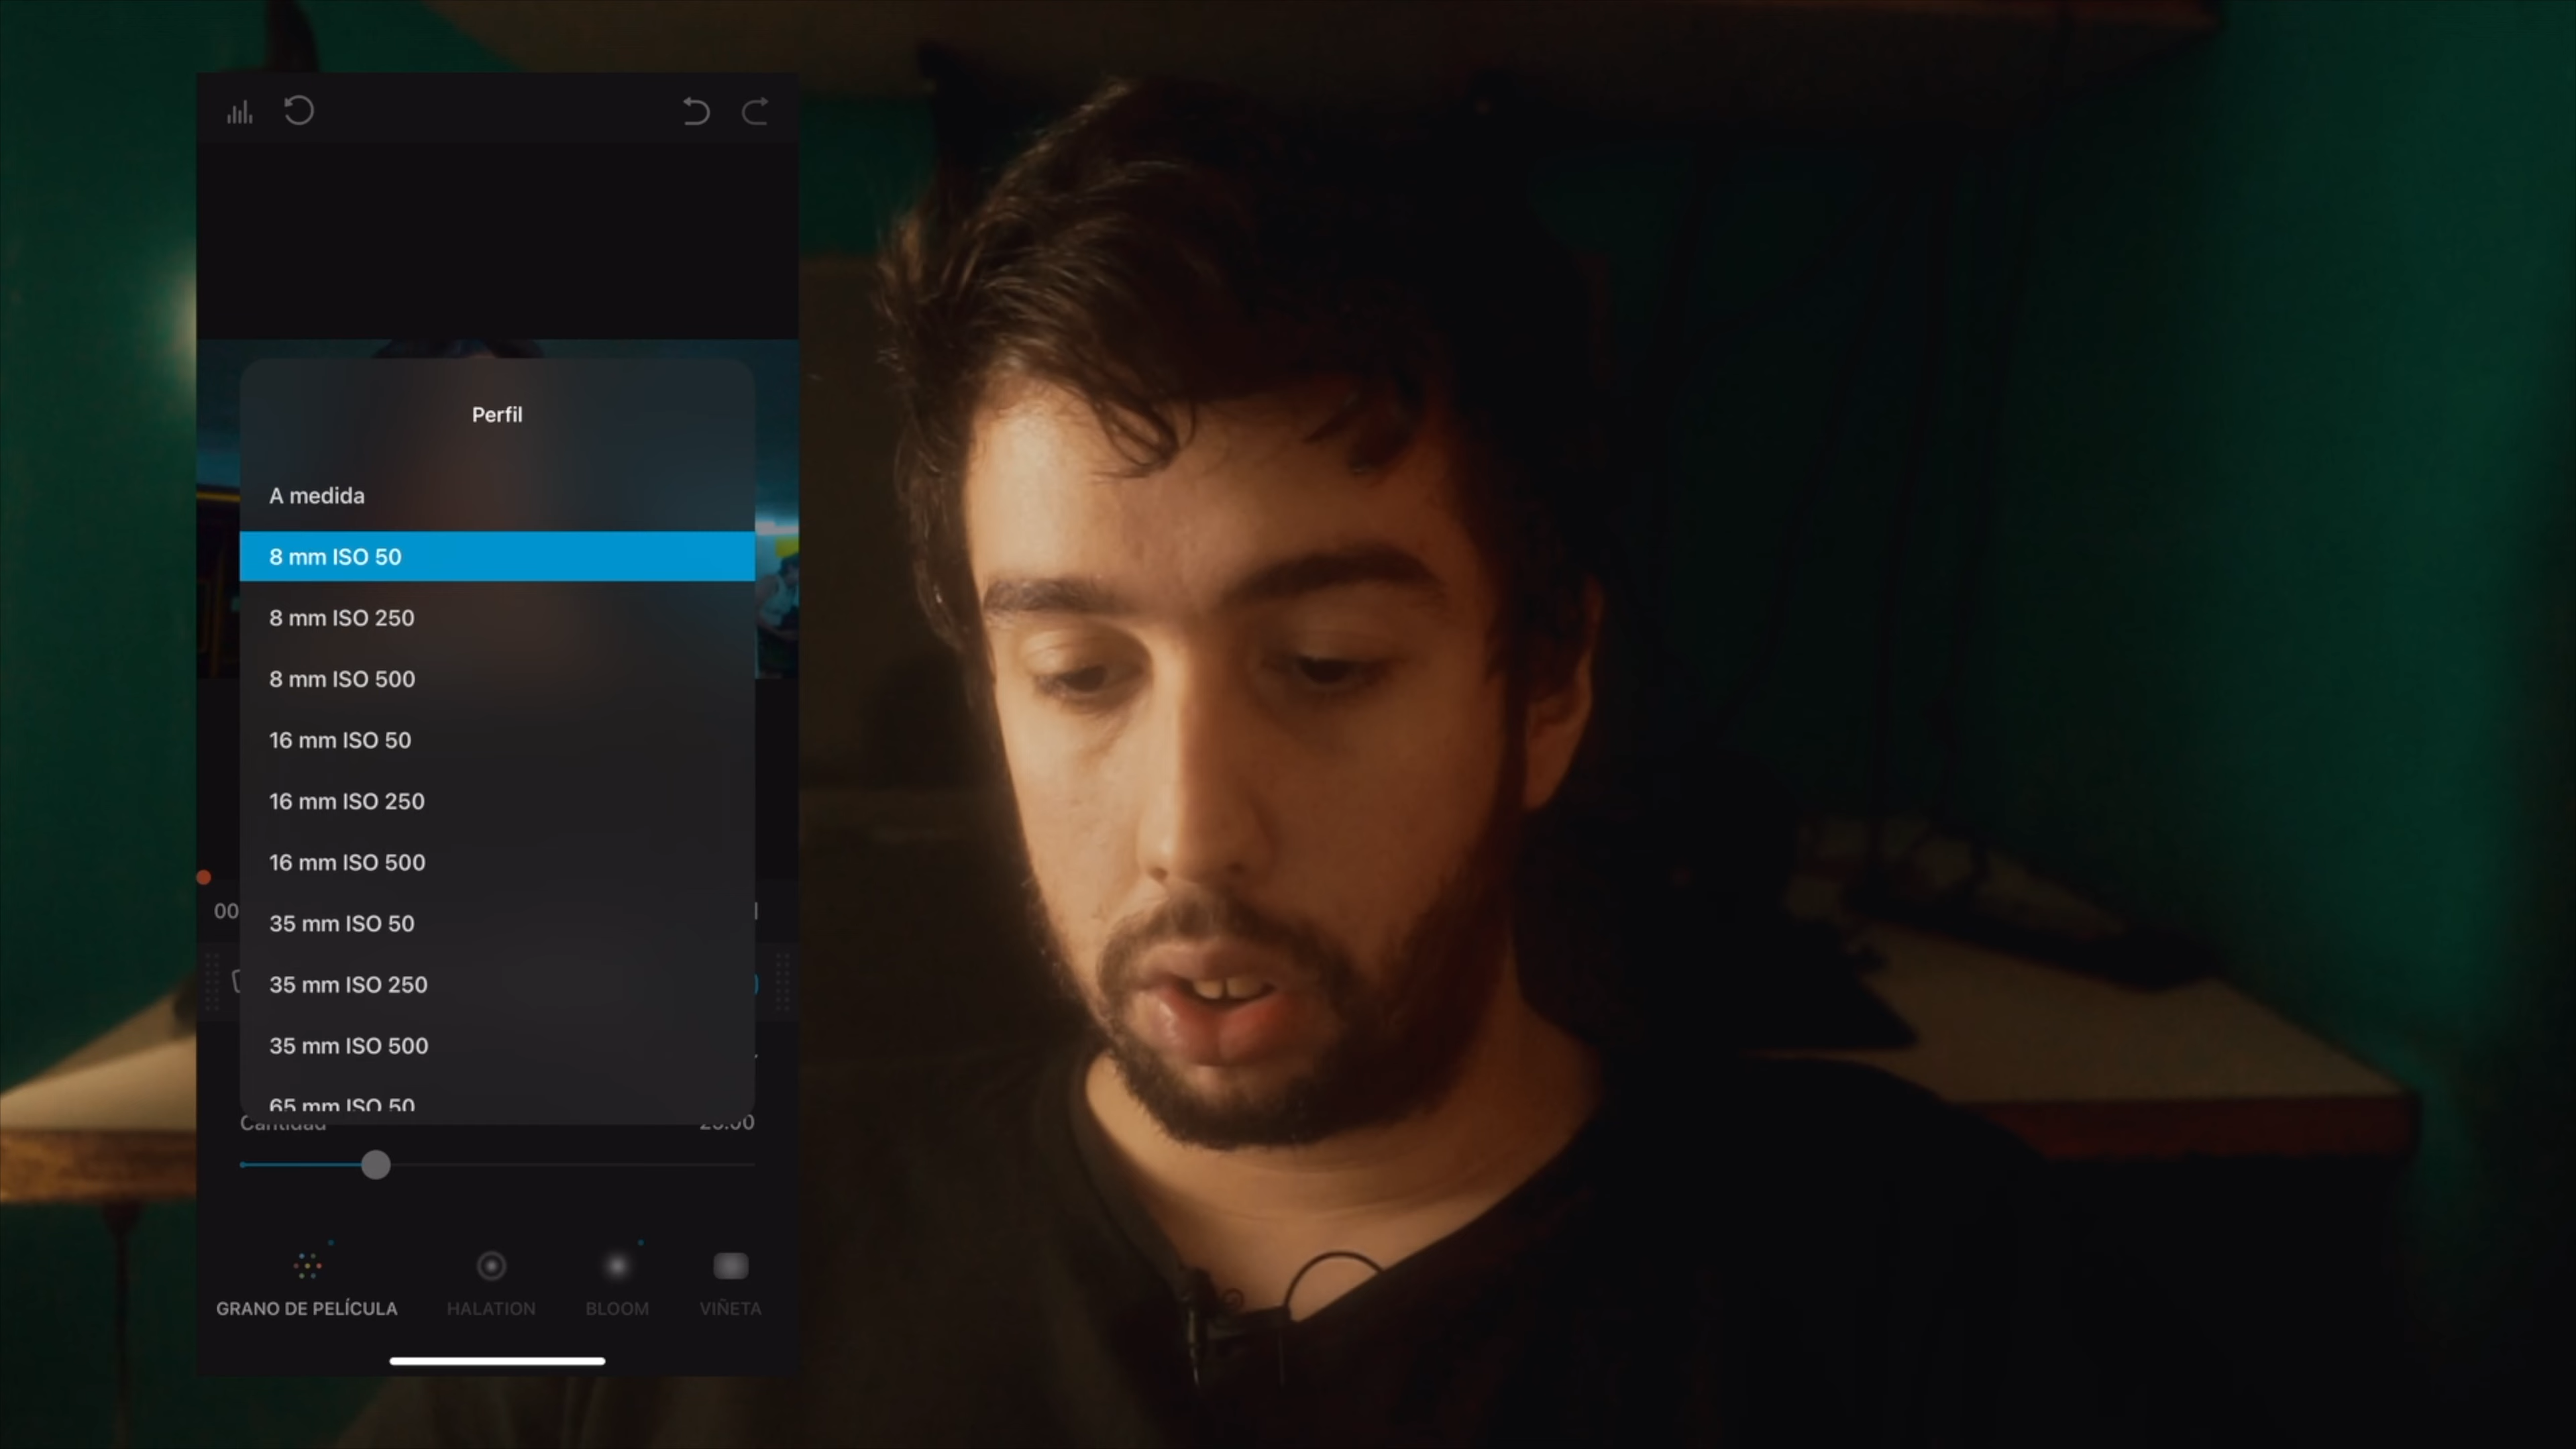 Perfil
A medida
8 mm ISO 50
8 mm ISO 250
8 mm ISO 500
16 mm ISO 50
16 mm ISO 250
16 mm ISO 500
00
35 mm ISO 50
35 mm ISO 250
35 mm ISO 500
65 mm ISO 50
Cantidad
GRANO DE PELÍCULA
HALATION
BLOOM
VIÑETA